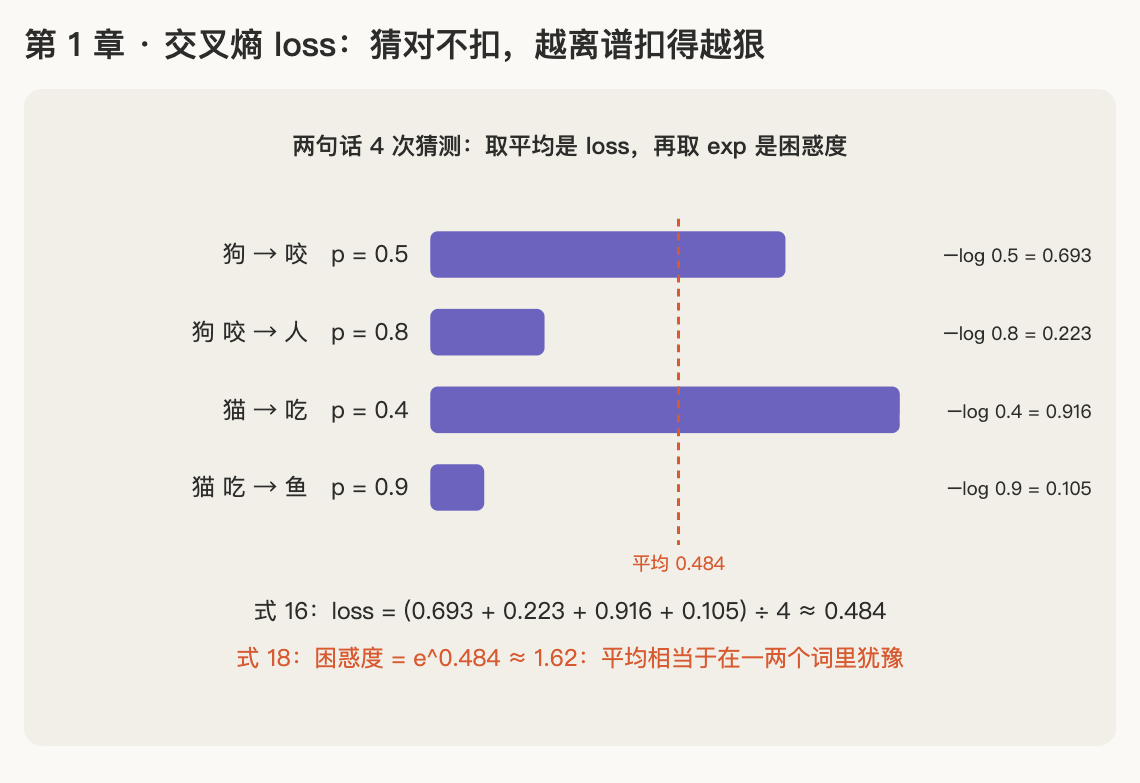 第 1 章 · 交叉熵 loss：猜对不扣，越离谱扣得越狠
两句话 4 次猜测：取平均是 loss，再取 exp 是困惑度
狗 → 咬 p = 0.5 −log 0.5 = 0.693
狗 咬 → 人 p = 0.8 −log 0.8 = 0.223
猫 → 吃 p = 0.4 −log 0.4 = 0.916
猫 吃 → 鱼 p = 0.9 −log 0.9 = 0.105
平均 0.484
式 16：loss = (0.693 + 0.223 + 0.916 + 0.105) ÷ 4 ≈ 0.484
式 18：困惑度 = e^0.484 ≈ 1.62：平均相当于在一两个词里犹豫